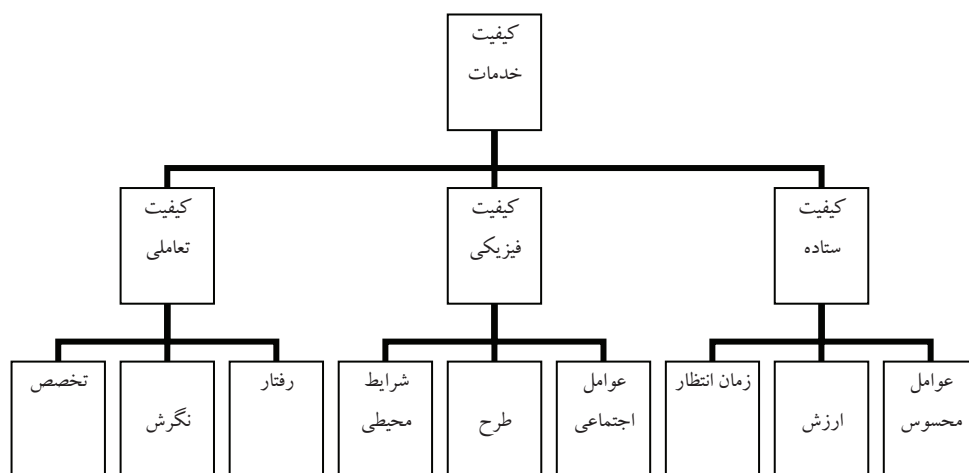 کیفیت
خدمات
کیفیت
ستاده
کیفیت
فیزیکی
کیفیت
تعاملی
عوامل
محسوس
ارزش
زمان انتظار
عوامل
اجتماعی
طرح
شرایط
محیطی
رفتار
نگرش
تخصص